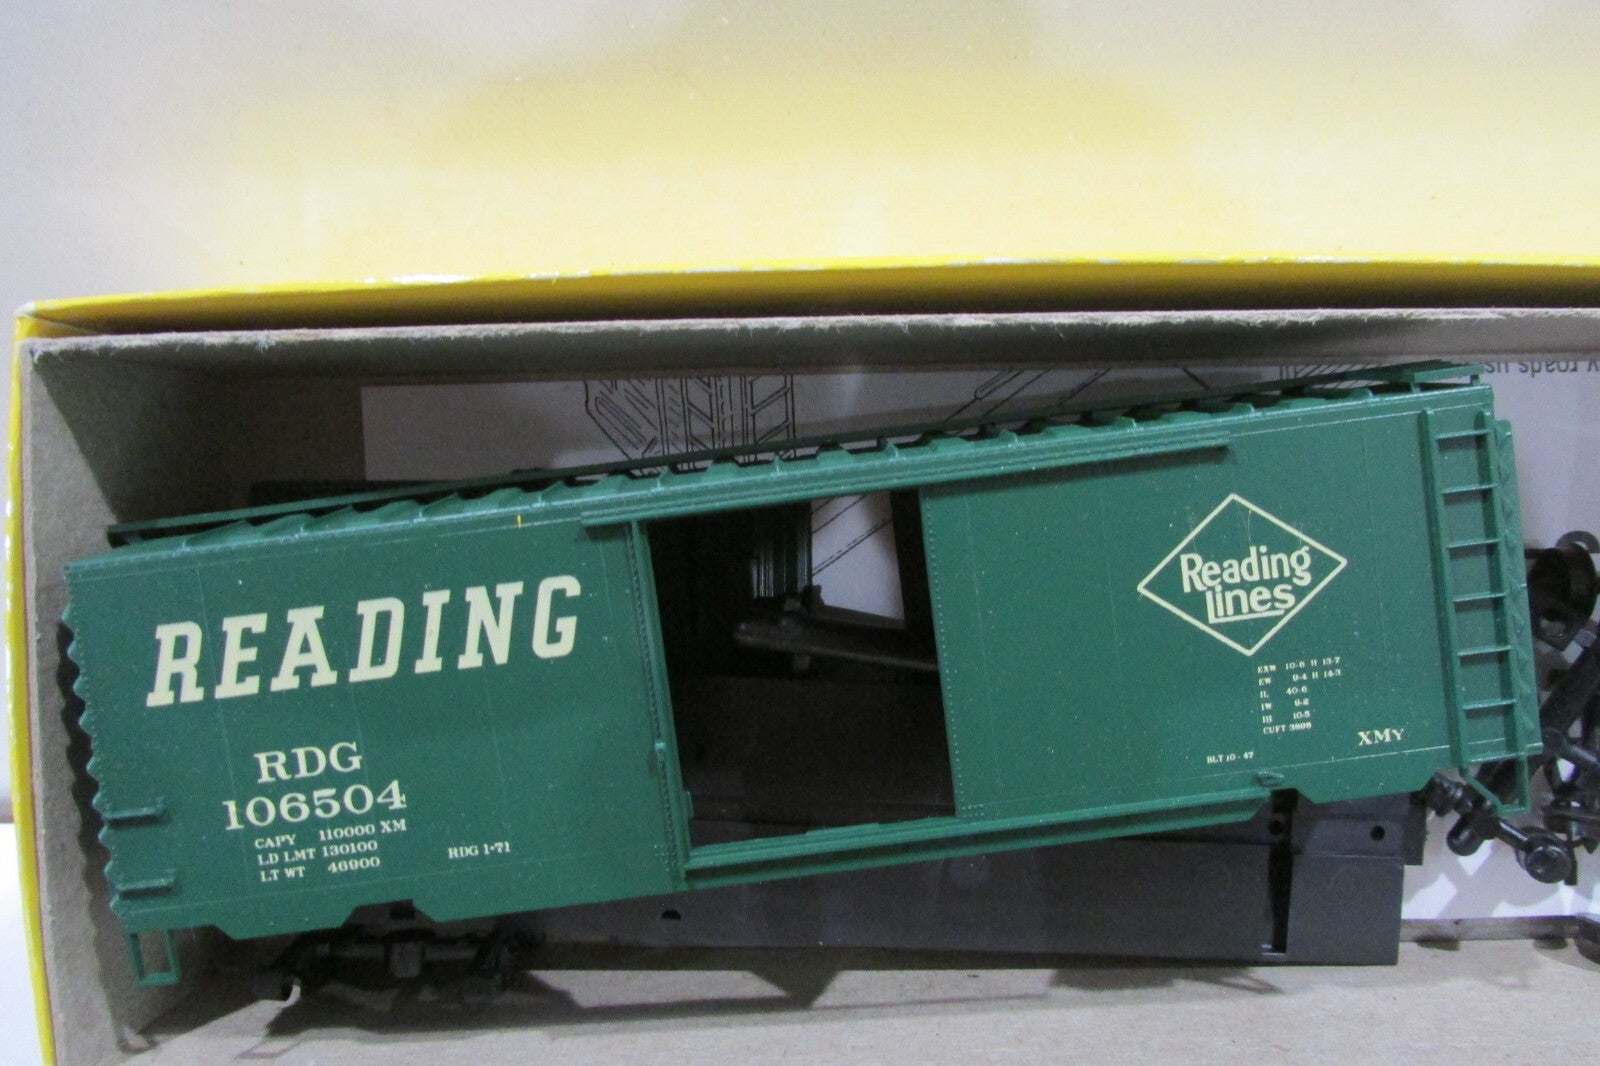 READING
RDG
106504
CAPY 110000 XM
LD LMT 130100
LT WT 46900
RDG 1-71
Reading
Lines
EXW 10-6 H 13-7
EW 9-4 H 14-3
IL 40-6
IW 9-2
IH 10-5
CUFT 3898
BLT 10-47
XMY
roads